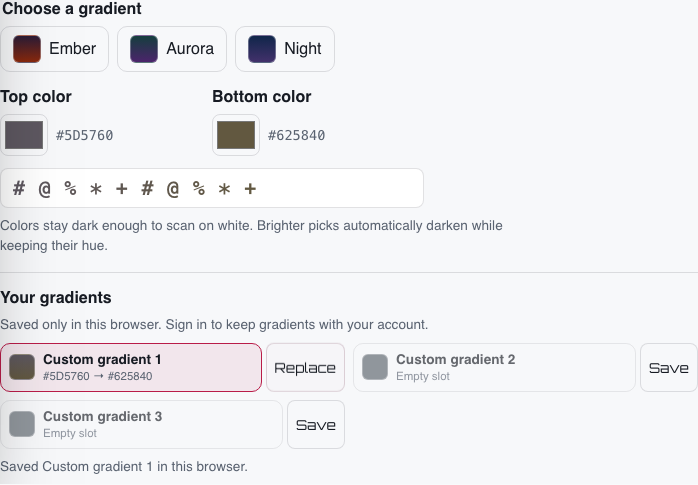 Choose a gradient
Ember
Aurora
Night
Top color
Bottom color
#5D5760
#625840
# @ % * + # @ % * +
Colors stay dark enough to scan on white. Brighter picks automatically darken while
keeping their hue.
Your gradients
Saved only in this browser. Sign in to keep gradients with your account.
Custom gradient 1
#5D5760 → #625840
Replace
Custom gradient 2
Empty slot
Save
Custom gradient 3
Empty slot
Save
Saved Custom gradient 1 in this browser.